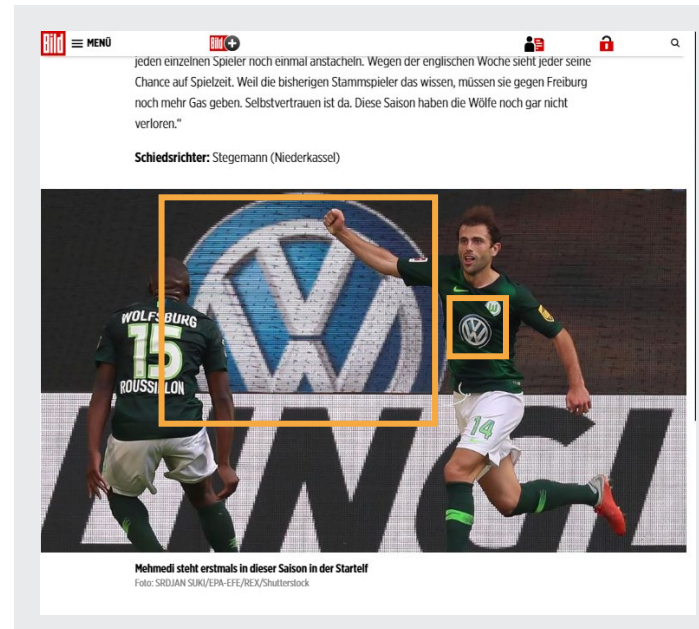 Bild
MENÜ
Bild
jeden einzelnen Spieler noch einmal anstacheln. Wegen der englischen Woche sieht jeder seine
Chance auf Spielzeit. Weil die bisherigen Stammspieler das wissen, müssen sie gegen Freiburg
noch mehr Gas geben. Selbstvertrauen ist da. Diese Saison haben die Wölfe noch gar nicht
verloren.“
Schiedsrichter: Stegemann (Niederkassel)
WOLFSBURG
15
ROUSSILLON
14
Mehmedi steht erstmals in dieser Saison in der Startelf
Foto: SRDJAN SUKI/EPA-EFE/REX/Shutterstock